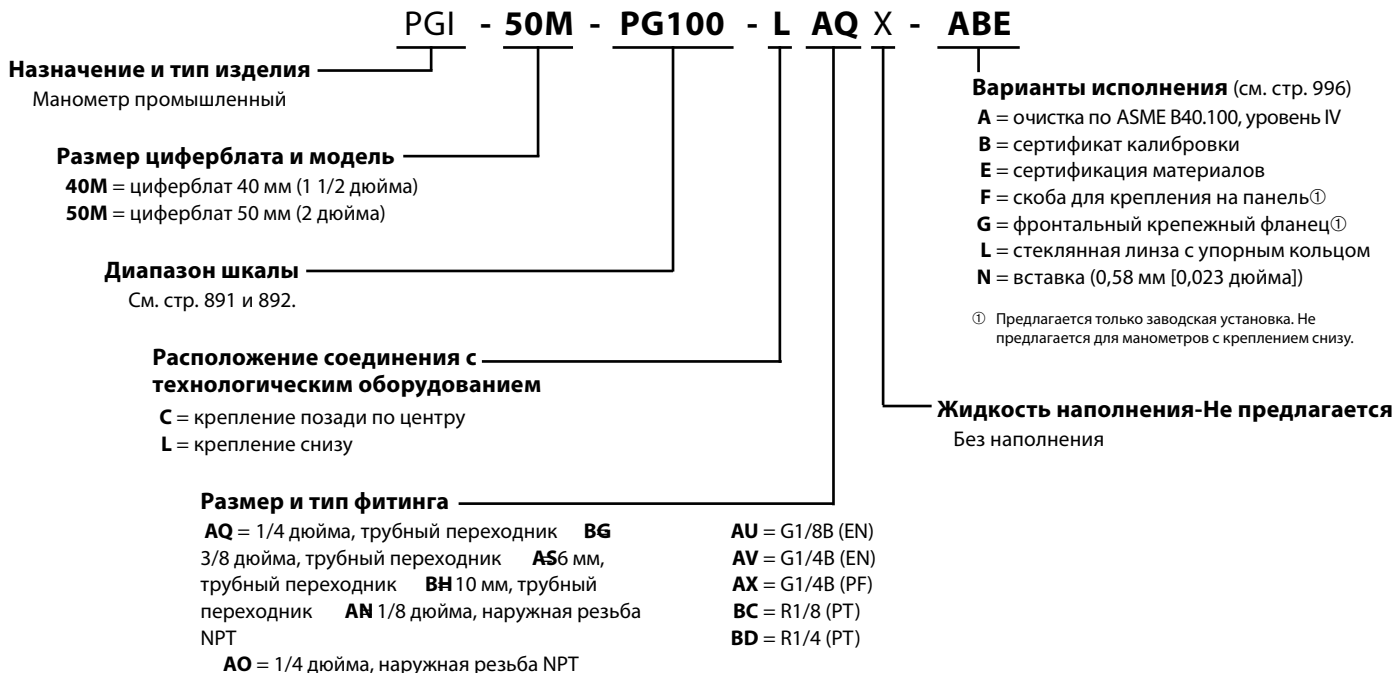 PGI - 50M - PG100 - L AQ X - ABE
Назначение и тип изделия
Манометр промышленный
Размер циферблата и модель
40M = циферблат 40 мм (1 1/2 дюйма)
50M = циферблат 50 мм (2 дюйма)
Диапазон шкалы
См. стр. 891 и 892.
Расположение соединения с
технологическим оборудованием
C = крепление позади по центру
L = крепление снизу
Размер и тип фитинга
AQ = 1/4 дюйма, трубный переходник BG =
3/8 дюйма, трубный переходник AS = 6 мм,
трубный переходник BH = 10 мм, трубный
переходник AN = 1/8 дюйма, наружная резьба
NPT
AO = 1/4 дюйма, наружная резьба NPT
AU = G1/8B (EN)
AV = G1/4B (EN)
AX = G1/4B (PF)
BC = R1/8 (PT)
BD = R1/4 (PT)
Варианты исполнения (см. стр. 996)
A = очистка по ASME B40.100, уровень IV
B = сертификат калибровки
E = сертификация материалов
F = скоба для крепления на панель①
G = фронтальный крепежный фланец①
L = стеклянная линза с упорным кольцом
N = вставка (0,58 мм [0,023 дюйма])
① Предлагается только заводская установка. Не
предлагается для манометров с креплением снизу.
Жидкость наполнения-Не предлагается
Без наполнения